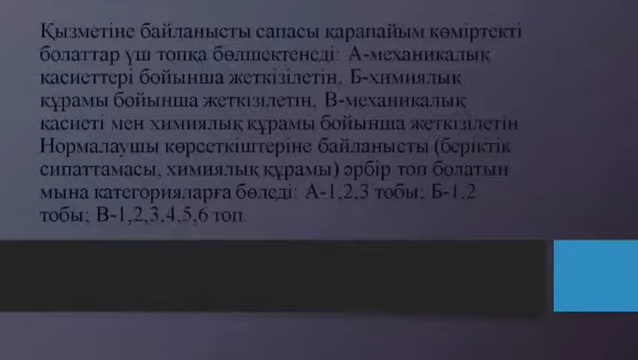 Қызметіне байланысты сапасы қарапайым көміртекті
болаттар үш топқа бөлшектенеді: А-механикалық
қасиеттері бойынша жеткізілетін, Б-химиялық
құрамы бойынша жеткізілетін, В-механикалық
қасиеті мен химиялық құрамы бойынша жеткізілетін
Нормалаушы көрсеткіштеріне байланысты (беріктік
сипаттамасы, химиялық құрамы) әрбір топ болатын
мына категорияларға бөледі: А-1,2,3 тобы; Б-1,2
тобы; В-1,2,3,4,5,6 топ.